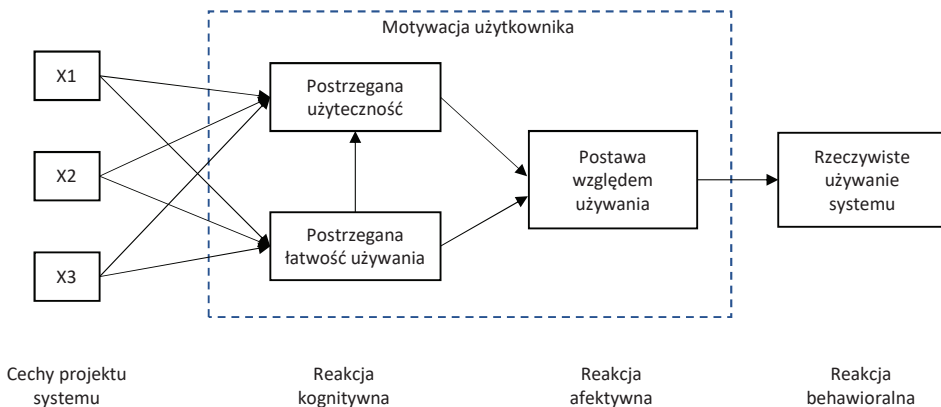 Motywacja użytkownika
X1
X2
X3
Postrzegana
użyteczność
Postrzegana
łatwość używania
Postawa
względem
używania
Rzeczywiste
używanie
systemu
Cechy projektu
systemu
Reakcja
kognitywna
Reakcja
afektywna
Reakcja
behawioralna